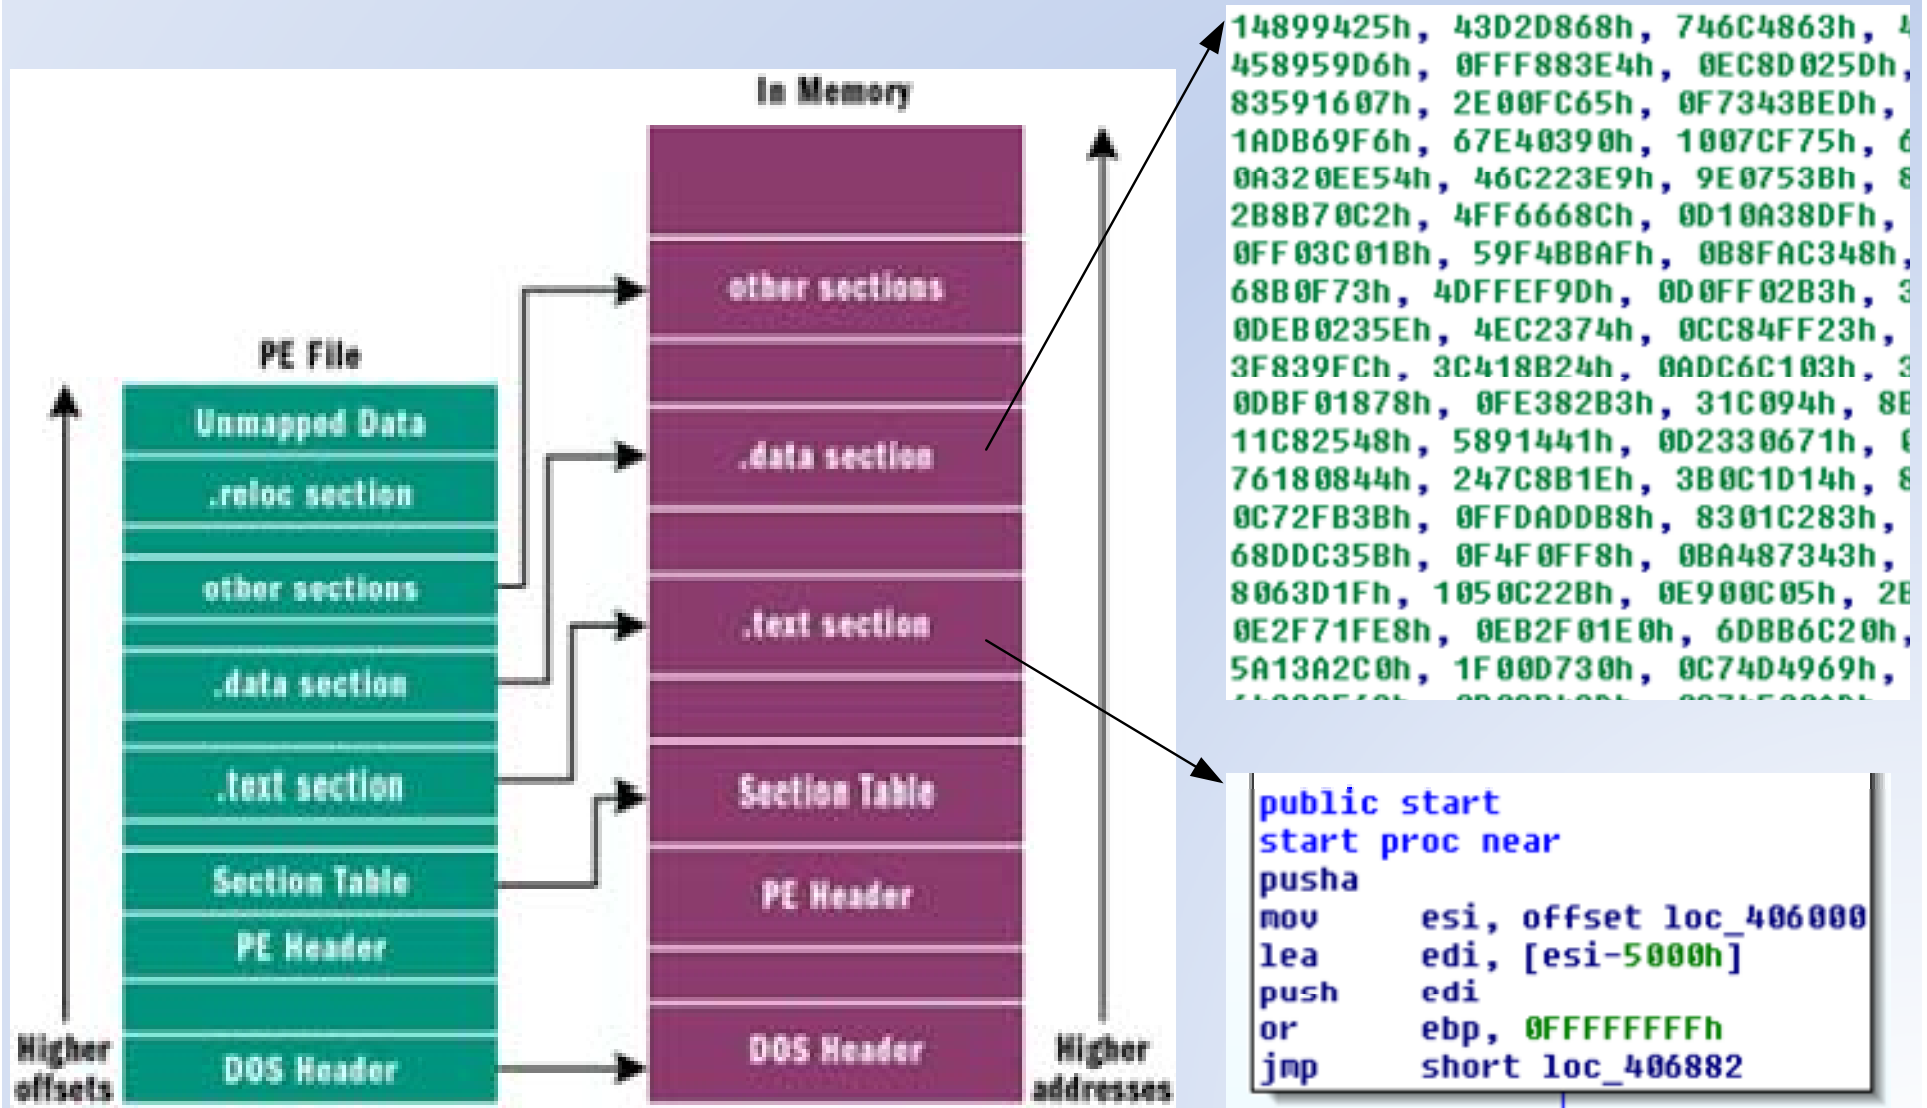 In Memory
other sections
.data section
.text section
Section Table
PE Header
DOS Header
Higher
addresses
PE File
Unmapped Data
.reloc section
other sections
.data section
.text section
Section Table
PE Header
DOS Header
Higher
offsets
14899425h, 43D2D868h, 746C4863h,
458959D6h, 0FFF883E4h, 0EC8D025Dh,
83591607h, 2E00FC65h, 0F7343BEDh,
1ADB69F6h, 67E40390h, 1007CF75h,
0A320EE54h, 46C223E9h, 9E0753Bh,
2B8B70C2h, 4FF6668Ch, 0D10A38DFh,
0FF03C01Bh, 59F4BBAFh, 0B8FAC348h,
68B0F73h, 4DFFEF9Dh, 0D0FF02B3h,
0DEB0235Eh, 4EC2374h, 0CC84FF23h,
3F839FCh, 3C418B24h, 0ADC6C103h,
0DBF01878h, 0FE382B3h, 31C094h,
11C82548h, 5891441h, 0D2330671h,
76180844h, 247C8B1Eh, 3B0C1D14h,
0C72FB3Bh, 0FFDADDB8h, 8301C283h,
68DDC35Bh, 0F4F0FF8h, 0BA487343h,
8063D1Fh, 1050C22Bh, 0E900C05h,
0E2F71FE8h, 0EB2F01E0h, 6DBB6C20h,
5A13A2C0h, 1F00D730h, 0C74D4969h,
public start
start proc near
pusha
mov esi, offset loc_406000
lea edi, [esi-5000h]
push edi
or ebp, 0FFFFFFFFh
jmp short loc_406882